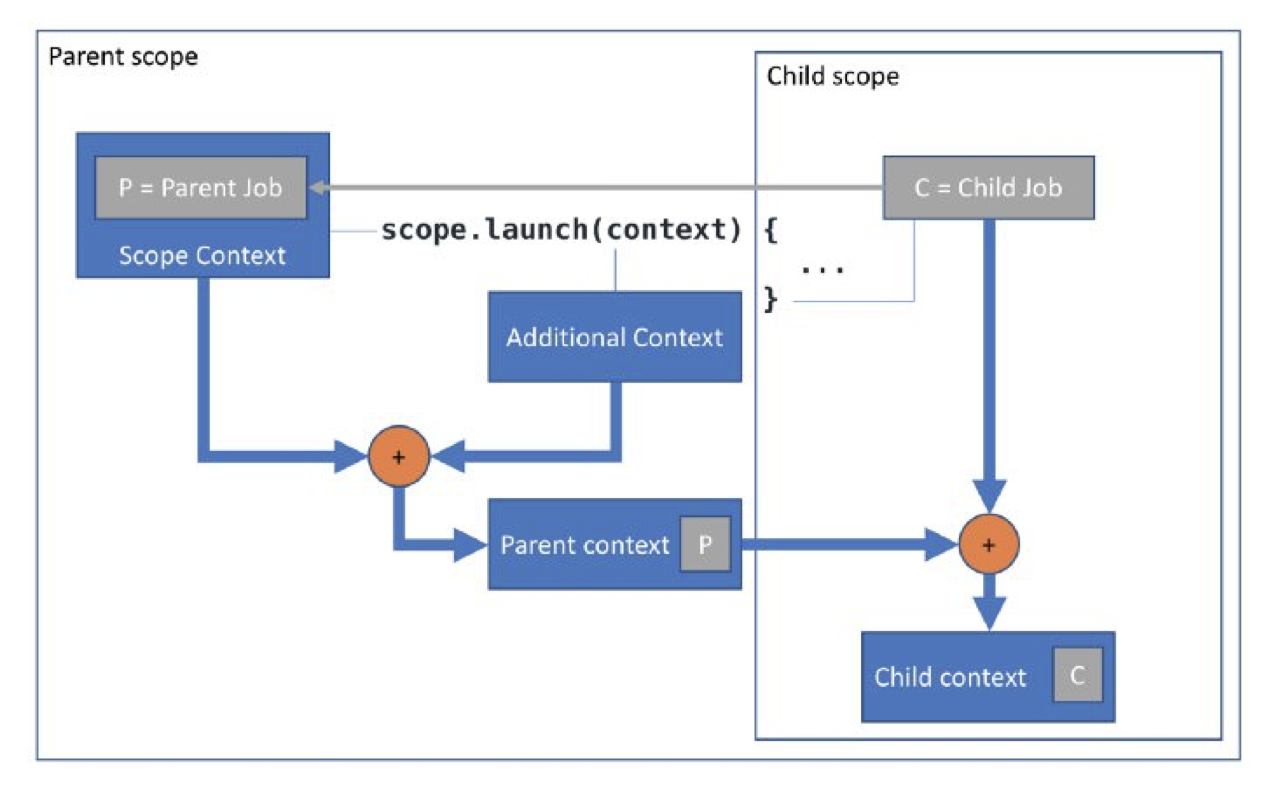 Parent scope
Child scope
P = Parent Job
C = Child Job
scope.launch(context) {
Scope Context
...
}
Additional Context
+
Parent context P
+
Child context C